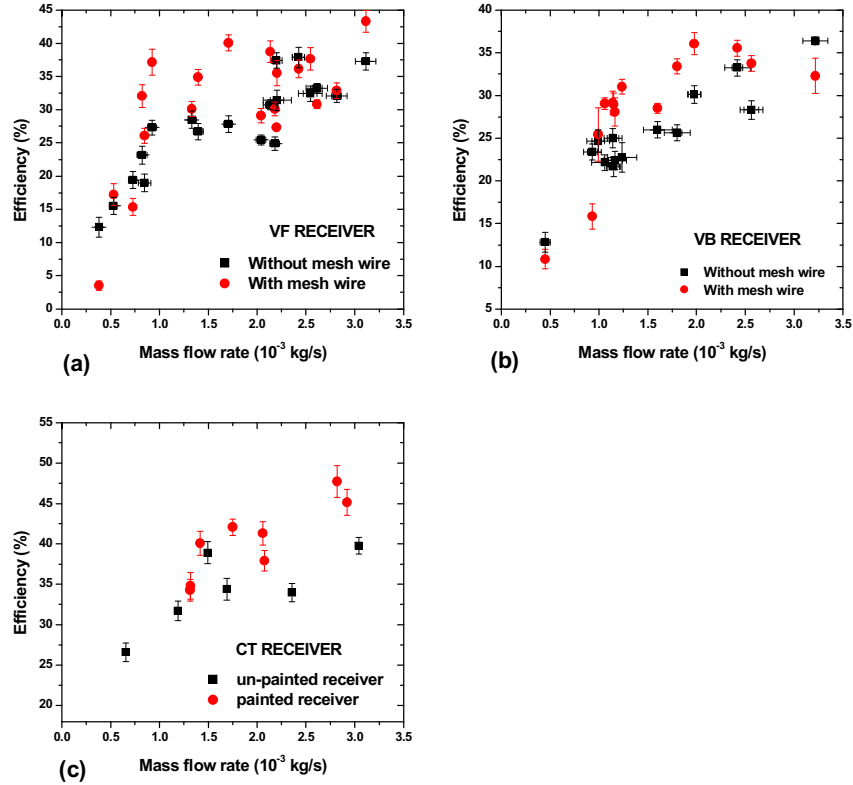 45
40
35
30
25
20
15
10
5
0
Efficiency (%)
VF RECEIVER
Without mesh wire
With mesh wire
0.0 0.5 1.0 1.5 2.0 2.5 3.0 3.5
Mass flow rate (10⁻³ kg/s)
(a)
40
35
30
25
20
15
10
5
Efficiency (%)
VB RECEIVER
Without mesh wire
With mesh wire
0.0 0.5 1.0 1.5 2.0 2.5 3.0 3.5
Mass flow rate (10⁻³ kg/s)
(b)
55
50
45
40
35
30
25
20
Efficiency (%)
CT RECEIVER
un-painted receiver
painted receiver
0.0 0.5 1.0 1.5 2.0 2.5 3.0 3.5
Mass flow rate (10⁻³ kg/s)
(c)